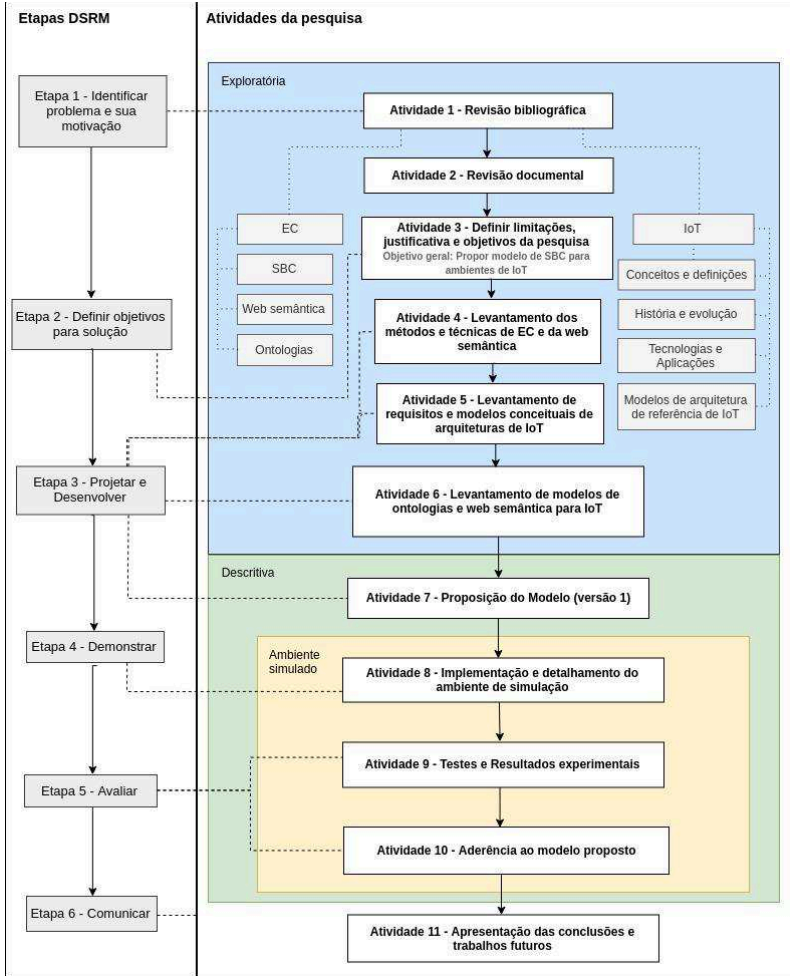 Etapas DSRM
Atividades da pesquisa
Etapa 1 - Identificar
problema e sua
motivação
Etapa 2 - Definir objetivos
para solução
Etapa 3 - Projetar e
Desenvolver
Etapa 4 - Demonstrar
Etapa 5 - Avaliar
Etapa 6 - Comunicar
Exploratória
Atividade 1 - Revisão bibliográfica
Atividade 2 - Revisão documental
Atividade 3 - Definir limitações,
justificativa e objetivos da pesquisa
Objetivo geral: Propor modelo de SBC para
ambientes de IoT
Atividade 4 - Levantamento dos
métodos e técnicas de EC e da web
semântica
Atividade 5 - Levantamento de
requisitos e modelos conceituais de
arquiteturas de IoT
Atividade 6 - Levantamento de modelos de
ontologias e web semântica para IoT
EC
SBC
Web semântica
Ontologias
IoT
Conceitos e definições
História e evolução
Tecnologias e
Aplicações
Modelos de arquitetura
de referência de IoT
Descritiva
Atividade 7 - Proposição do Modelo (versão 1)
Ambiente
simulado
Atividade 8 - Implementação e detalhamento do
ambiente de simulação
Atividade 9 - Testes e Resultados experimentais
Atividade 10 - Aderência ao modelo proposto
Atividade 11 - Apresentação das conclusões e
trabalhos futuros